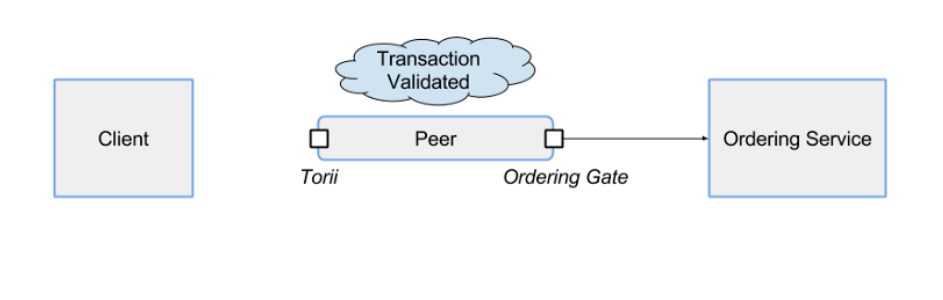 Transaction
Validated
Client
Peer
Ordering Service
Torii
Ordering Gate